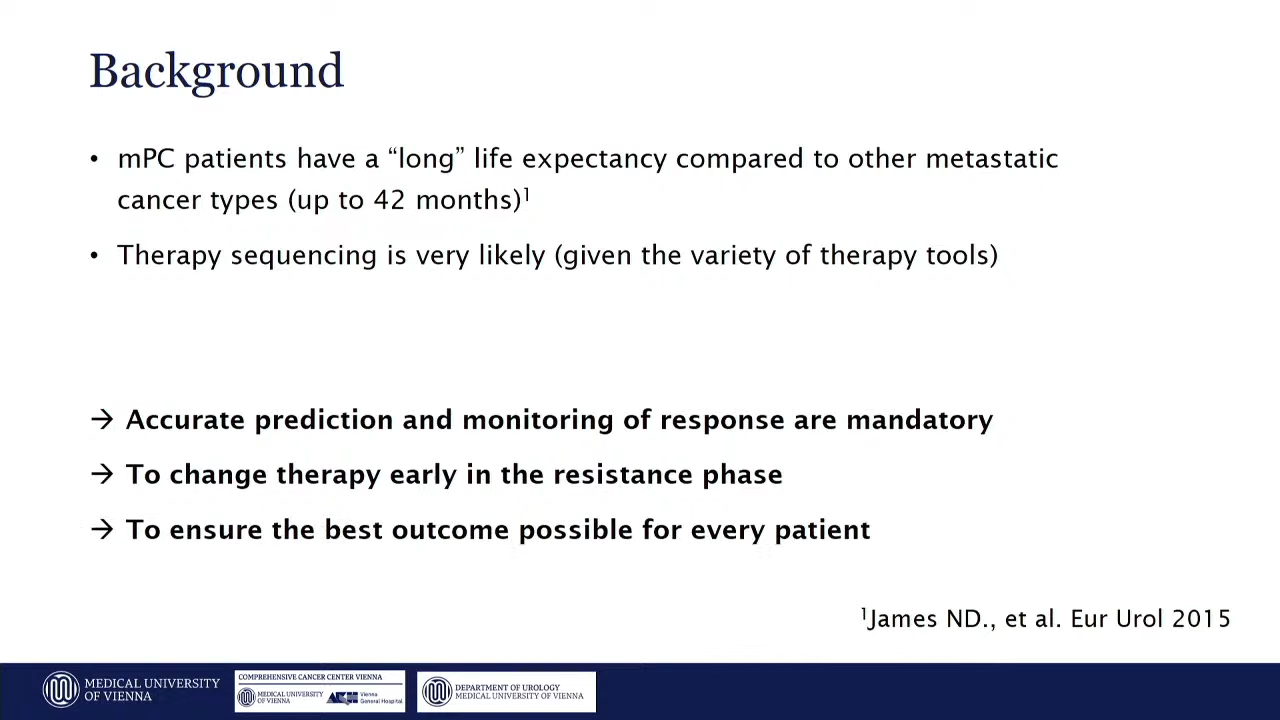 Background
• mPC patients have a “long” life expectancy compared to other metastatic
cancer types (up to 42 months)¹
• Therapy sequencing is very likely (given the variety of therapy tools)
→ Accurate prediction and monitoring of response are mandatory
→ To change therapy early in the resistance phase
→ To ensure the best outcome possible for every patient
¹James ND., et al. Eur Urol 2015
MEDICAL UNIVERSITY
OF VIENNA
COMPREHENSIVE CANCER CENTER VIENNA
MEDICAL UNIVERSITY
OF VIENNA
AKH
Vienna
General Hospital
DEPARTMENT OF UROLOGY
MEDICAL UNIVERSITY OF VIENNA